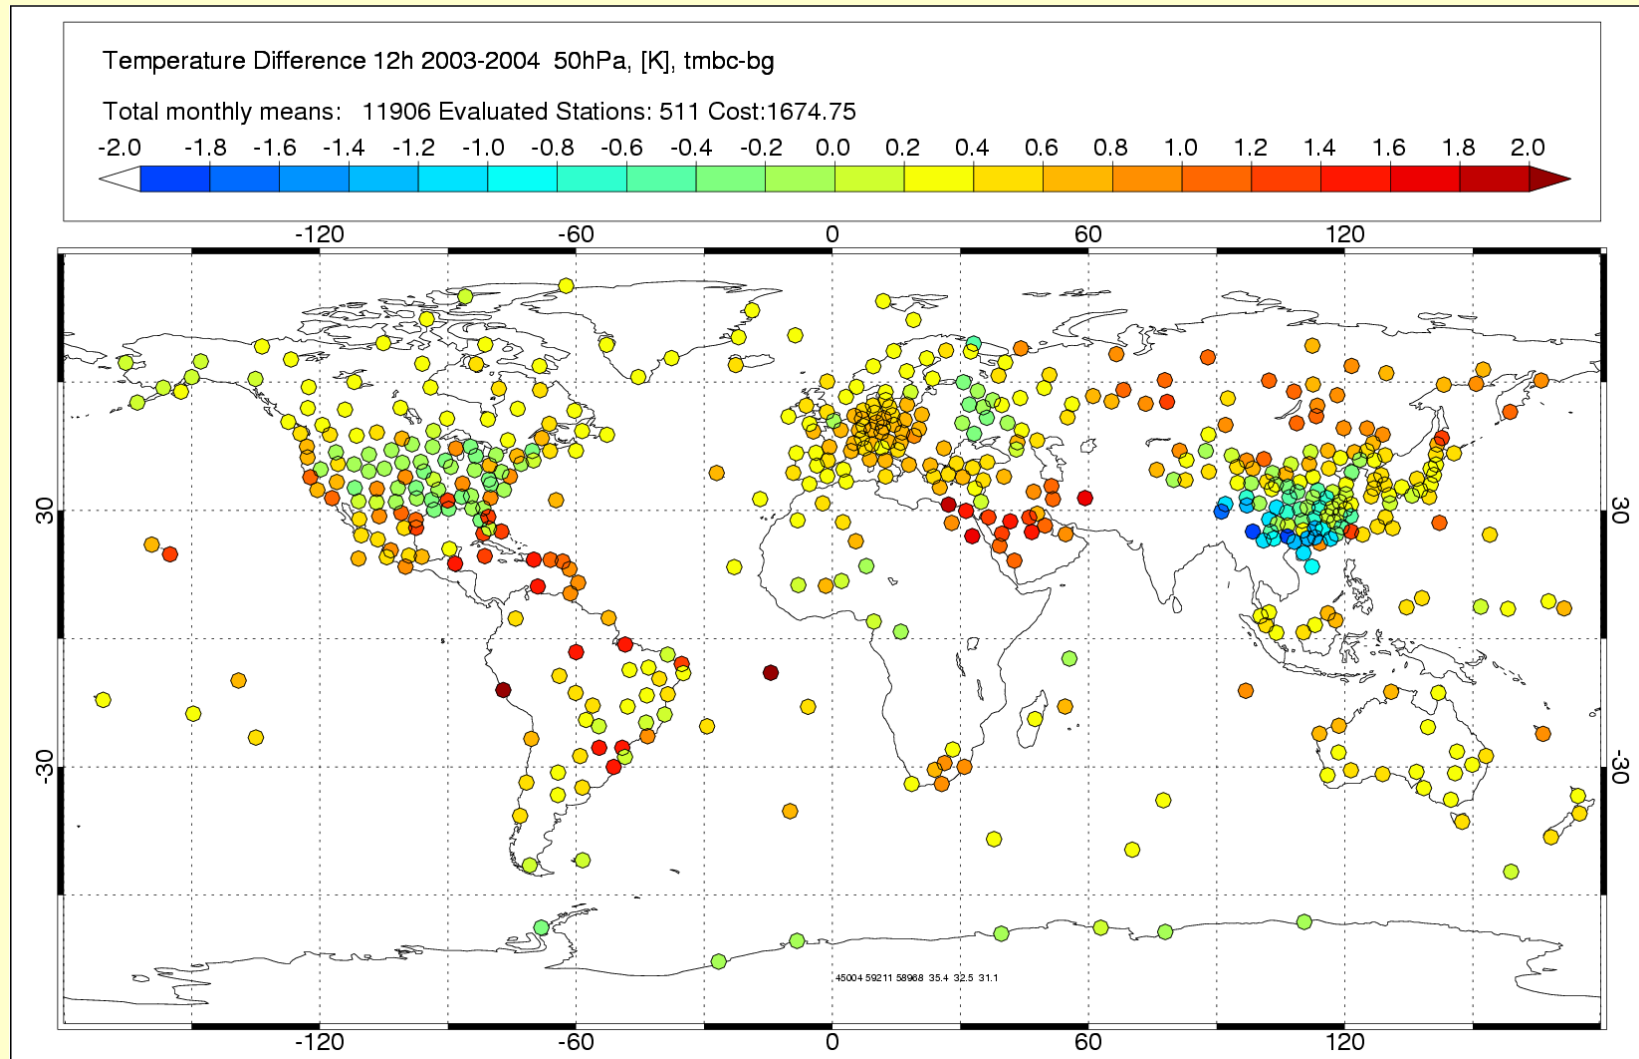 Temperature Difference 12h 2003-2004 50hPa, [K], tmbc-bg
Total monthly means: 11906 Evaluated Stations: 511 Cost:1674.75
-2.0 -1.8 -1.6 -1.4 -1.2 -1.0 -0.8 -0.6 -0.4 -0.2 0.0 0.2 0.4 0.6 0.8 1.0 1.2 1.4 1.6 1.8 2.0
-120 -60 0 60 120
30 30
-30 -30
45004 59211 58968 35.4 32.5 31.1
-120 -60 0 60 120